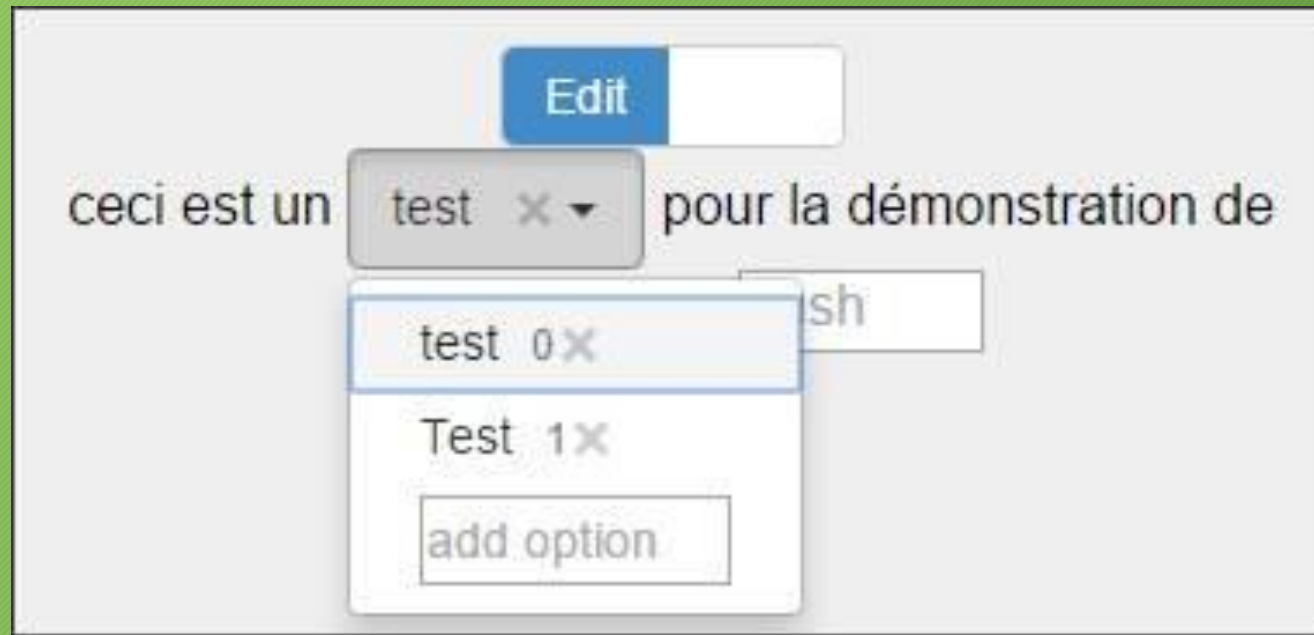 Edit
ceci est un test × pour la démonstration de
test 0×
Test 1×
add option